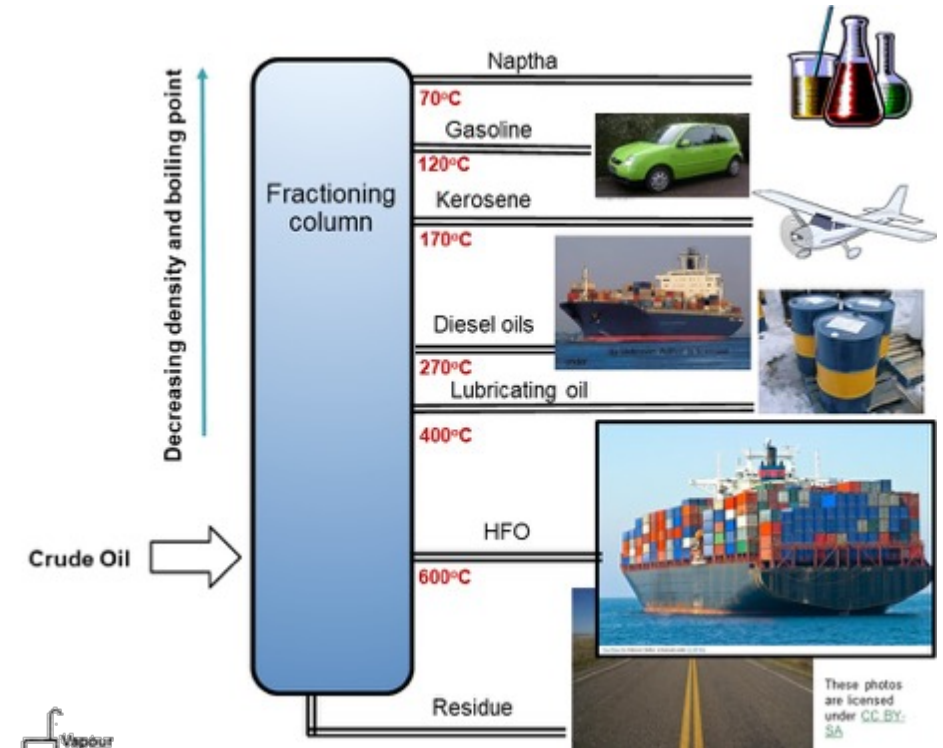 Naptha
70°C
Gasoline
120°C
Kerosene
170°C
Fractioning
column
Decreasing density and boiling point
Diesel oils
270°C
Lubricating oil
400°C
HFO
Crude Oil
600°C
Residue
These photos
are licensed
under CC BY-
SA
Vapour